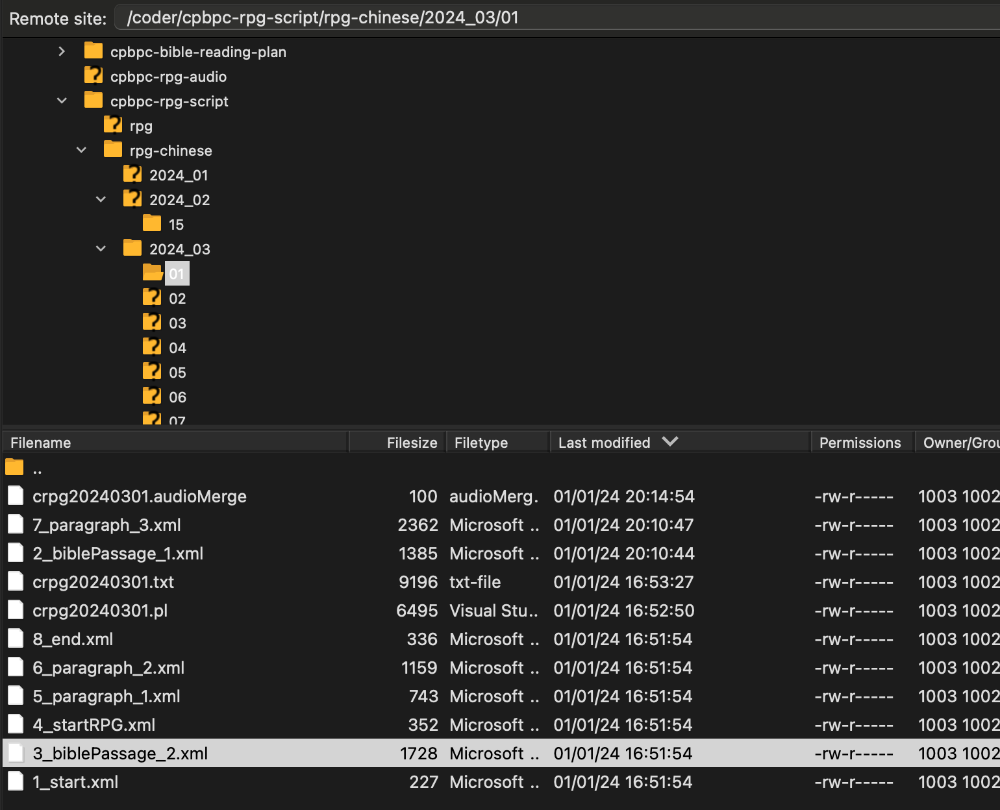 Remote site: /coder/cpbpc-rpg-script/rpg-chinese/2024_03/01
cpbpc-bible-reading-plan
cpbpc-rpg-audio
cpbpc-rpg-script
rpg
rpg-chinese
2024_01
2024_02
15
2024_03
01
02
03
04
05
06
07
Filename Filesize Filetype Last modified Permissions Owner/Grou
..
crpg20240301.audioMerge 100 audioMerg. 01/01/24 20:14:54 -rw-r----- 1003 1002
7_paragraph_3.xml 2362 Microsoft .. 01/01/24 20:10:47 -rw-r----- 1003 1002
2_biblePassage_1.xml 1385 Microsoft .. 01/01/24 20:10:44 -rw-r----- 1003 1002
crpg20240301.txt 9196 txt-file 01/01/24 16:53:27 -rw-r----- 1003 1002
crpg20240301.pl 6495 Visual Stu.. 01/01/24 16:52:50 -rw-r----- 1003 1002
8_end.xml 336 Microsoft .. 01/01/24 16:51:54 -rw-r----- 1003 1002
6_paragraph_2.xml 1159 Microsoft .. 01/01/24 16:51:54 -rw-r----- 1003 1002
5_paragraph_1.xml 743 Microsoft .. 01/01/24 16:51:54 -rw-r----- 1003 1002
4_startRPG.xml 352 Microsoft .. 01/01/24 16:51:54 -rw-r----- 1003 1002
3_biblePassage_2.xml 1728 Microsoft .. 01/01/24 16:51:54 -rw-r----- 1003 1002
1_start.xml 227 Microsoft .. 01/01/24 16:51:54 -rw-r----- 1003 1002